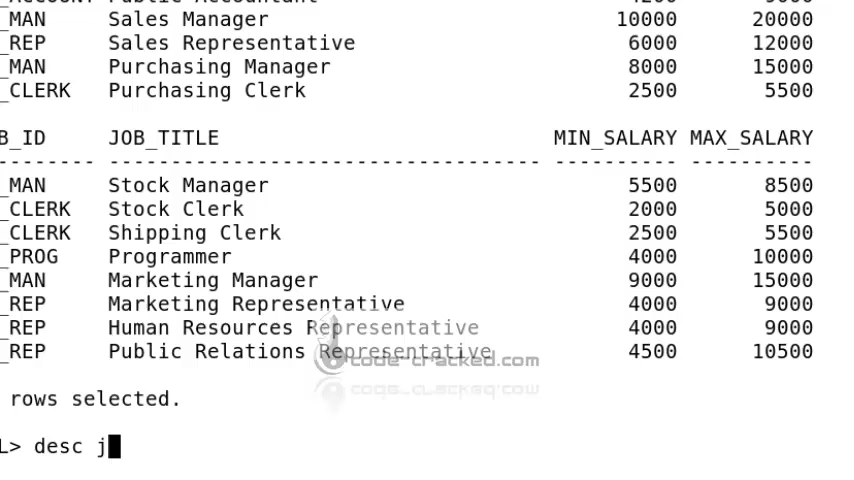 _MAN Sales Manager 10000 20000
_REP Sales Representative 6000 12000
_MAN Purchasing Manager 8000 15000
_CLERK Purchasing Clerk 2500 5500
B_ID JOB_TITLE MIN_SALARY MAX_SALARY
-------- ----------------------------------- ---------- ----------
_MAN Stock Manager 5500 8500
_CLERK Stock Clerk 2000 5000
_CLERK Shipping Clerk 2500 5500
_PROG Programmer 4000 10000
_MAN Marketing Manager 9000 15000
_REP Marketing Representative 4000 9000
_REP Human Resources Representative 4000 9000
_REP Public Relations Representative 4500 10500
code-cracked.com
rows selected.
L> desc j